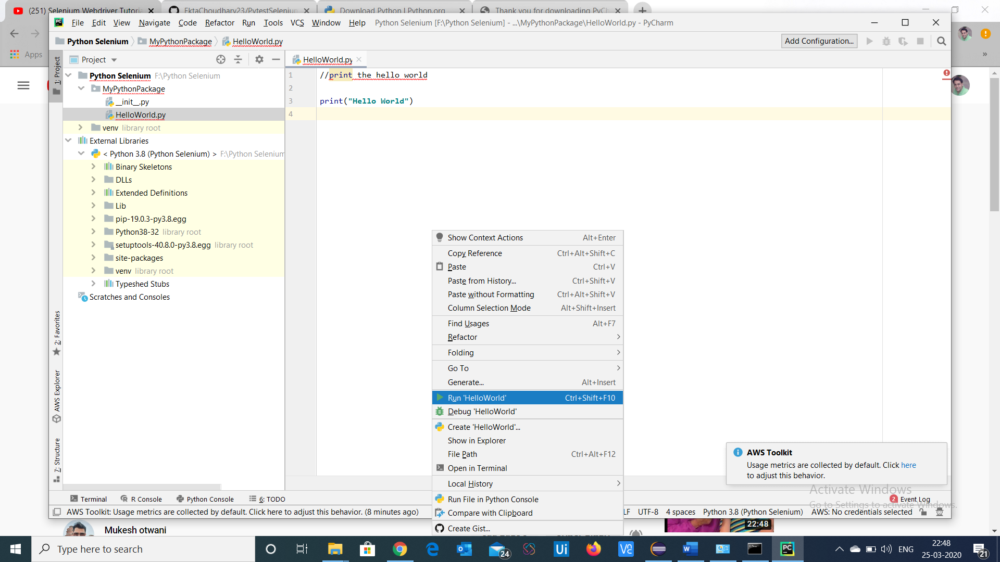 (251) Selenium Webdriver Tutoria
EktaChoudhary23/PytestSelenium
Download Python | Python.org
Thank you for downloading PyCh
File Edit View Navigate Code Refactor Run Tools VCS Window Help Python Selenium [F:\Python Selenium] - ...\MyPythonPackage\HelloWorld.py - PyCharm
Python Selenium MyPythonPackage HelloWorld.py Add Configuration...
Apps »
1: Project
Project
HelloWorld.py
Python Selenium F:\Python Selenium
MyPythonPackage
__init__.py
HelloWorld.py
venv library root
External Libraries
< Python 3.8 (Python Selenium) > F:\Python Selenium
Binary Skeletons
DLLs
Extended Definitions
Lib
pip-19.0.3-py3.8.egg
Python38-32 library root
setuptools-40.8.0-py3.8.egg library root
site-packages
venv library root
Typeshed Stubs
Scratches and Consoles
1 //print the hello world
2
3 print("Hello World")
4
2: Favorites
AWS Explorer
7: Structure
Show Context Actions Alt+Enter
Copy Reference Ctrl+Alt+Shift+C
Paste Ctrl+V
Paste from History... Ctrl+Shift+V
Paste without Formatting Ctrl+Alt+Shift+V
Column Selection Mode Alt+Shift+Insert
Find Usages Alt+F7
Refactor
Folding
Go To
Generate... Alt+Insert
Run 'HelloWorld' Ctrl+Shift+F10
Debug 'HelloWorld'
Create 'HelloWorld'...
Show in Explorer
File Path Ctrl+Alt+F12
Open in Terminal
Local History
Run File in Python Console
Compare with Clipboard
Create Gist...
AWS Toolkit
Usage metrics are collected by default. Click here
to adjust this behavior.
Activate Windows
Go to Settings to activate Windows.
Terminal R Console Python Console 6: TODO 2 Event Log
AWS Toolkit: Usage metrics are collected by default. Click here to adjust this behavior. (8 minutes ago) LF UTF-8 4 spaces Python 3.8 (Python Selenium) AWS: No credentials selected
Mukesh otwani
22:48
Type here to search
24
Ui
PC
ENG
22:48
25-03-2020
21